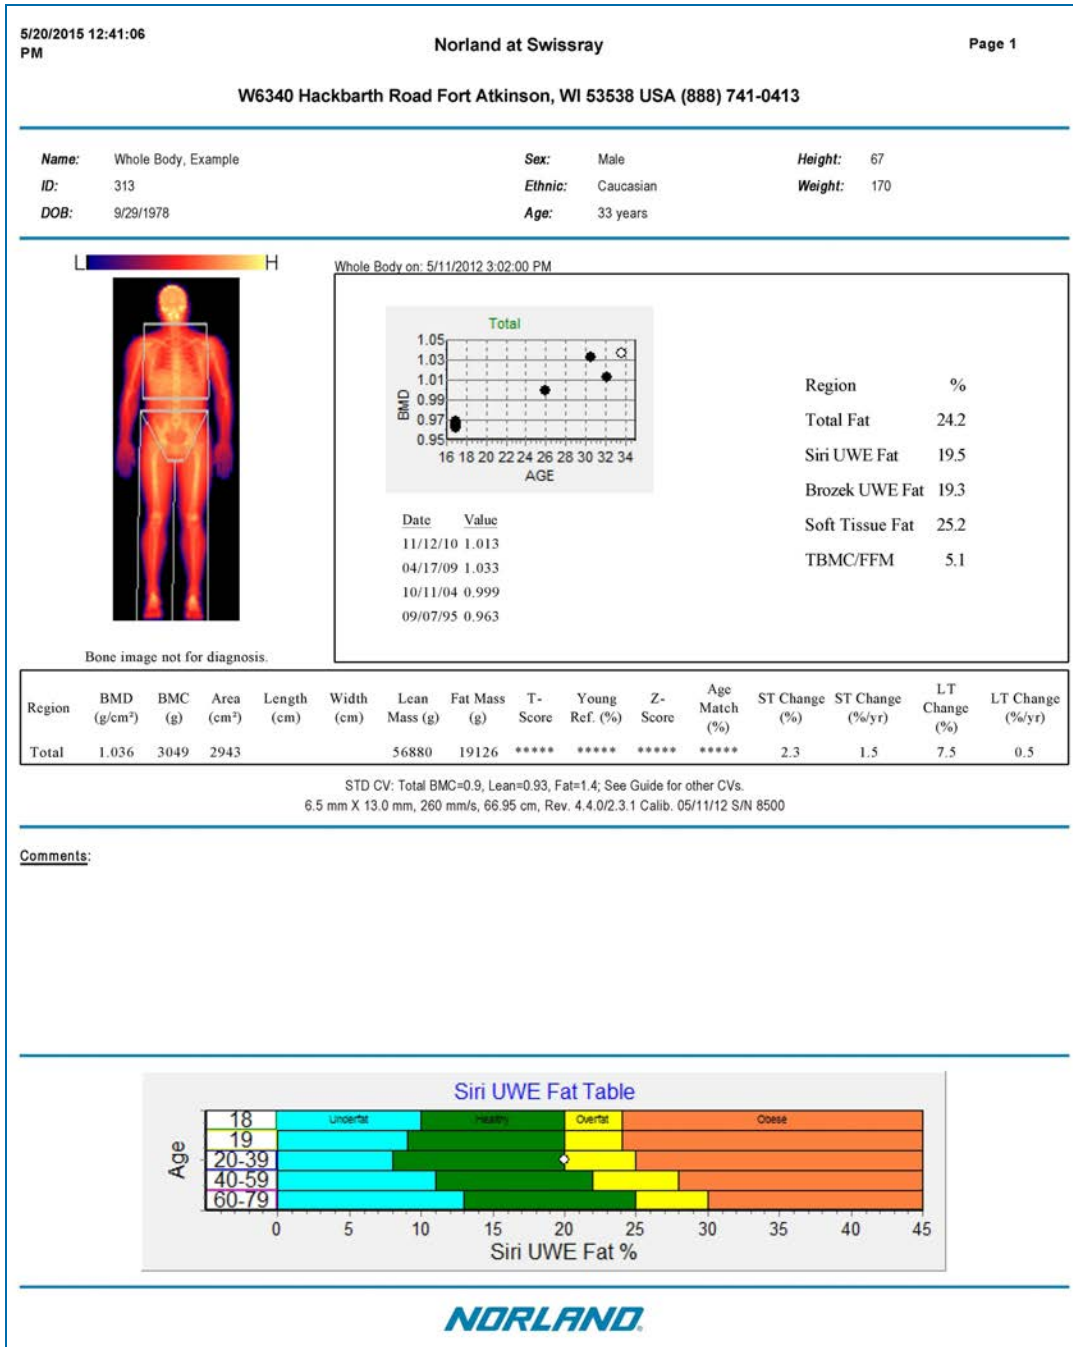 5/20/2015 12:41:06 PM
Norland at Swissray
Page 1
W6340 Hackbarth Road Fort Atkinson, WI 53538 USA (888) 741-0413
Name: Whole Body, Example Sex: Male Height: 67
ID: 313 Ethnic: Caucasian Weight: 170
DOB: 9/29/1978 Age: 33 years
L H
Whole Body on: 5/11/2012 3:02:00 PM
Total
1.05
1.03
1.01
0.99
0.97
0.95
BMD
16 18 20 22 24 26 28 30 32 34
AGE
Date Value
11/12/10 1.013
04/17/09 1.033
10/11/04 0.999
09/07/95 0.963
Region %
Total Fat 24.2
Siri UWE Fat 19.5
Brozek UWE Fat 19.3
Soft Tissue Fat 25.2
TBMC/FFM 5.1
Bone image not for diagnosis.
Region BMD (g/cm²) BMC (g) Area (cm²) Length (cm) Width (cm) Lean Mass (g) Fat Mass (g) T-Score Young Ref. (%) Z-Score Age Match (%) ST Change (%) ST Change (%/yr) LT Change (%) LT Change (%/yr)
Total 1.036 3049 2943 56880 19126 ***** ***** ***** ***** 2.3 1.5 7.5 0.5
STD CV: Total BMC=0.9, Lean=0.93, Fat=1.4; See Guide for other CVs.
6.5 mm X 13.0 mm, 260 mm/s, 66.95 cm, Rev. 4.4.0/2.3.1 Calib. 05/11/12 S/N 8500
Comments:
Siri UWE Fat Table
Age
18 Underfat Healthy Overfat Obese
19
20-39
40-59
60-79
0 5 10 15 20 25 30 35 40 45
Siri UWE Fat %
NORLAND®